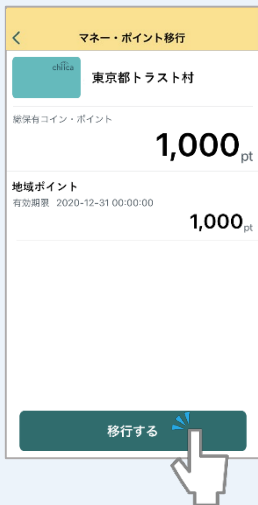 マネー・ポイント移行
chiica
東京都トラスト村
総保有コイン・ポイント
1,000pt
地域ポイント
有効期限 2020-12-31 00:00:00
1,000pt
移行する